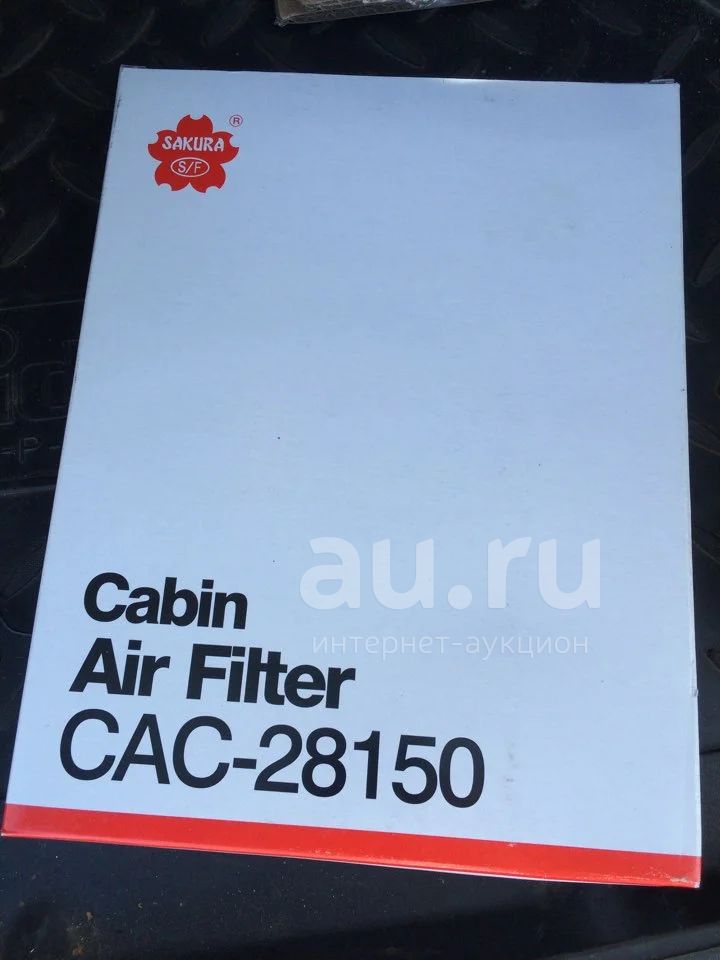 SAKURA
®
S/F
au.ru
интернет-аукцион
Cabin
Air Filter
CAC-28150